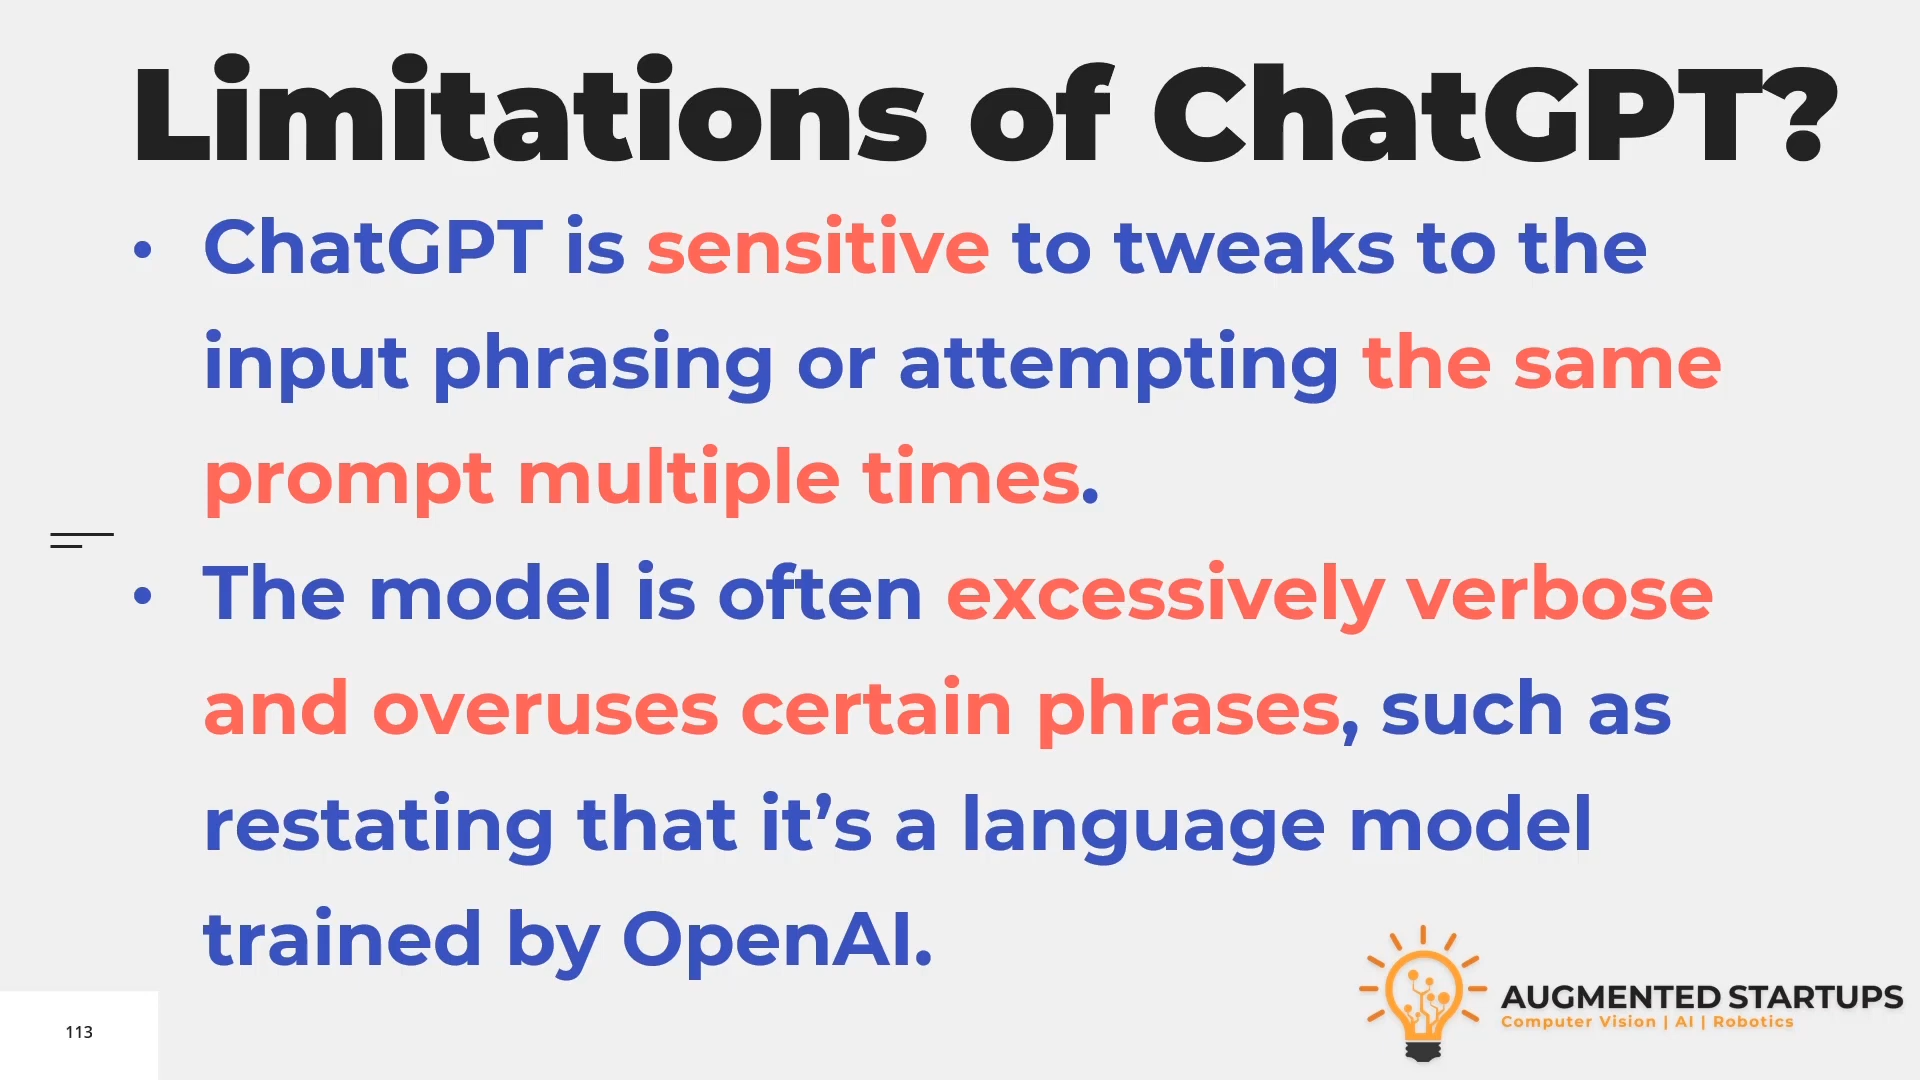 Limitations of ChatGPT?
• ChatGPT is sensitive to tweaks to the
input phrasing or attempting the same
prompt multiple times.
• The model is often excessively verbose
and overuses certain phrases, such as
restating that it’s a language model
trained by OpenAI.
113
AUGMENTED STARTUPS
Computer Vision | AI | Robotics